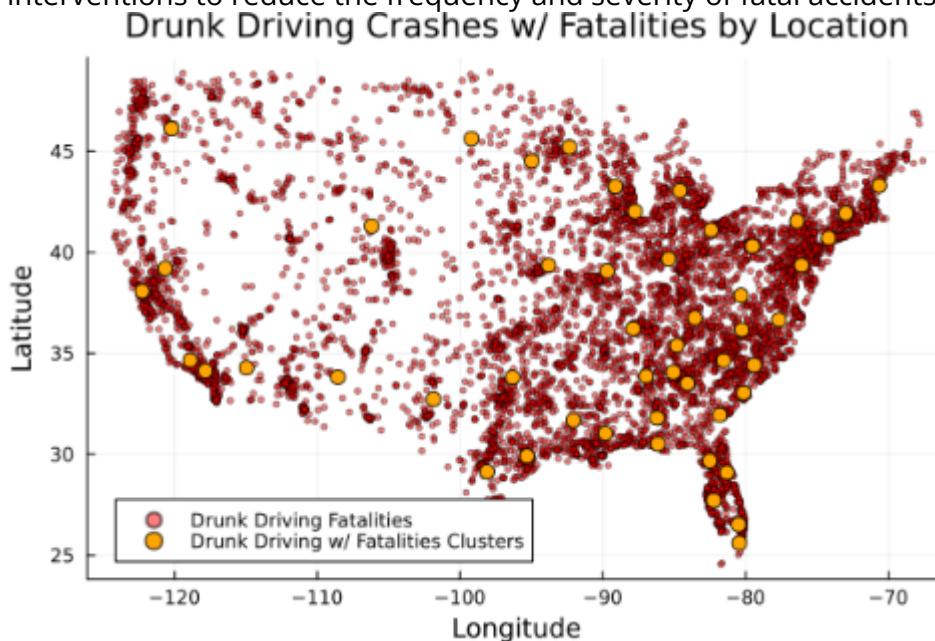 interventions to reduce the frequency and severity of fatal accidents
Drunk Driving Crashes w/ Fatalities by Location
Latitude
45
40
35
30
25
Drunk Driving Fatalities
Drunk Driving w/ Fatalities Clusters
−120
−110
−100
−90
−80
−70
Longitude